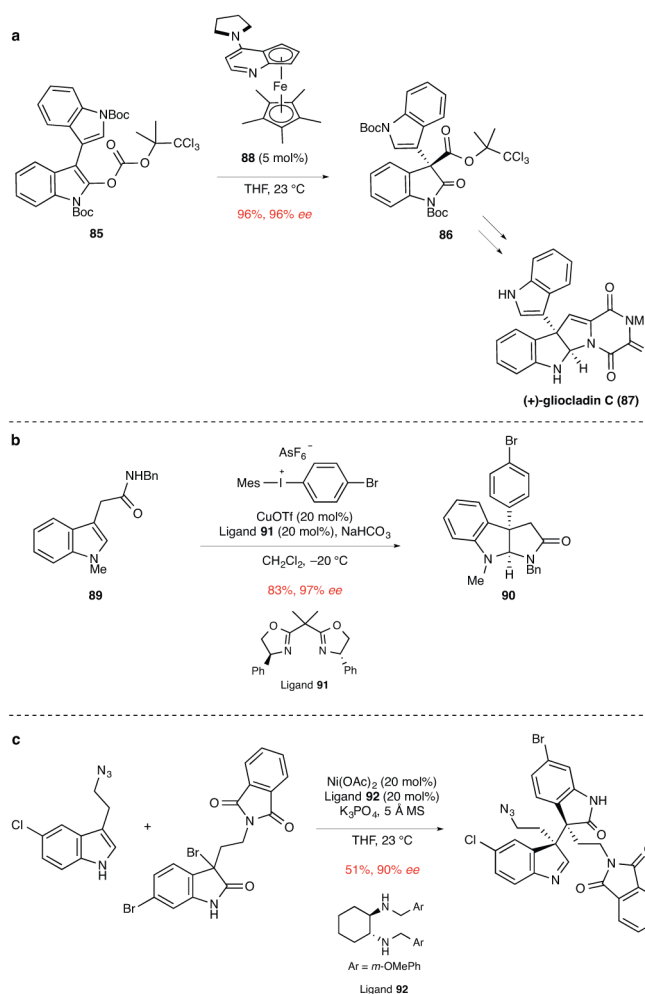 a
N
N
Fe
88 (5 mol%)
THF, 23 °C
96%, 96% ee
NBoc
O
O
O
CCl3
N
Boc
85
BocN
O
O
CCl3
O
N
Boc
86
HN
O
NM
N
N
H
H
O
(+)-gliocladin C (87)
b
NHBn
O
N
Me
89
AsF6–
Mes
I+
Br
CuOTf (20 mol%)
Ligand 91 (20 mol%), NaHCO3
CH2Cl2, –20 °C
83%, 97% ee
O
O
N
N
Ph
Ph
Ligand 91
Br
O
N
N
Me
H
Bn
90
c
N3
Cl
N
H
+
O
N
O
Br
O
Br
N
H
Ni(OAc)2 (20 mol%)
Ligand 92 (20 mol%)
K3PO4, 5 Å MS
THF, 23 °C
51%, 90% ee
H
N
Ar
N
H
Ar
Ar = m-OMePh
Ligand 92
Br
NH
N3
O
Cl
N
N
O
O